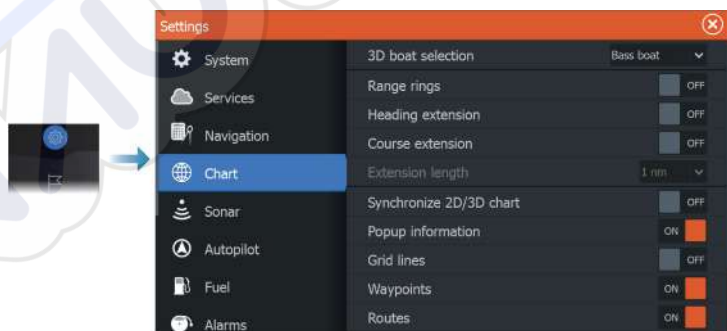 Settings
System
Services
Navigation
Chart
Sonar
Autopilot
Fuel
Alarms
3D boat selection Bass boat
Range rings OFF
Heading extension OFF
Course extension OFF
Extension length 1 nm
Synchronize 2D/3D chart OFF
Popup information ON
Grid lines OFF
Waypoints ON
Routes ON